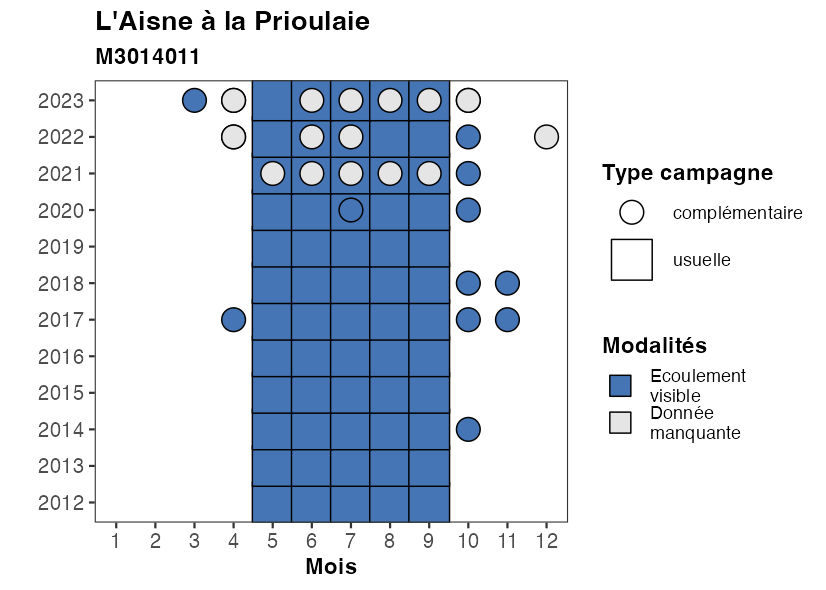 L'Aisne à la Prioulaie
M3014011
2023
2022
2021
2020
2019
2018
2017
2016
2015
2014
2013
2012
1 2 3 4 5 6 7 8 9 10 11 12
Mois
Type campagne
complémentaire
usuelle
Modalités
Ecoulement
visible
Donnée
manquante